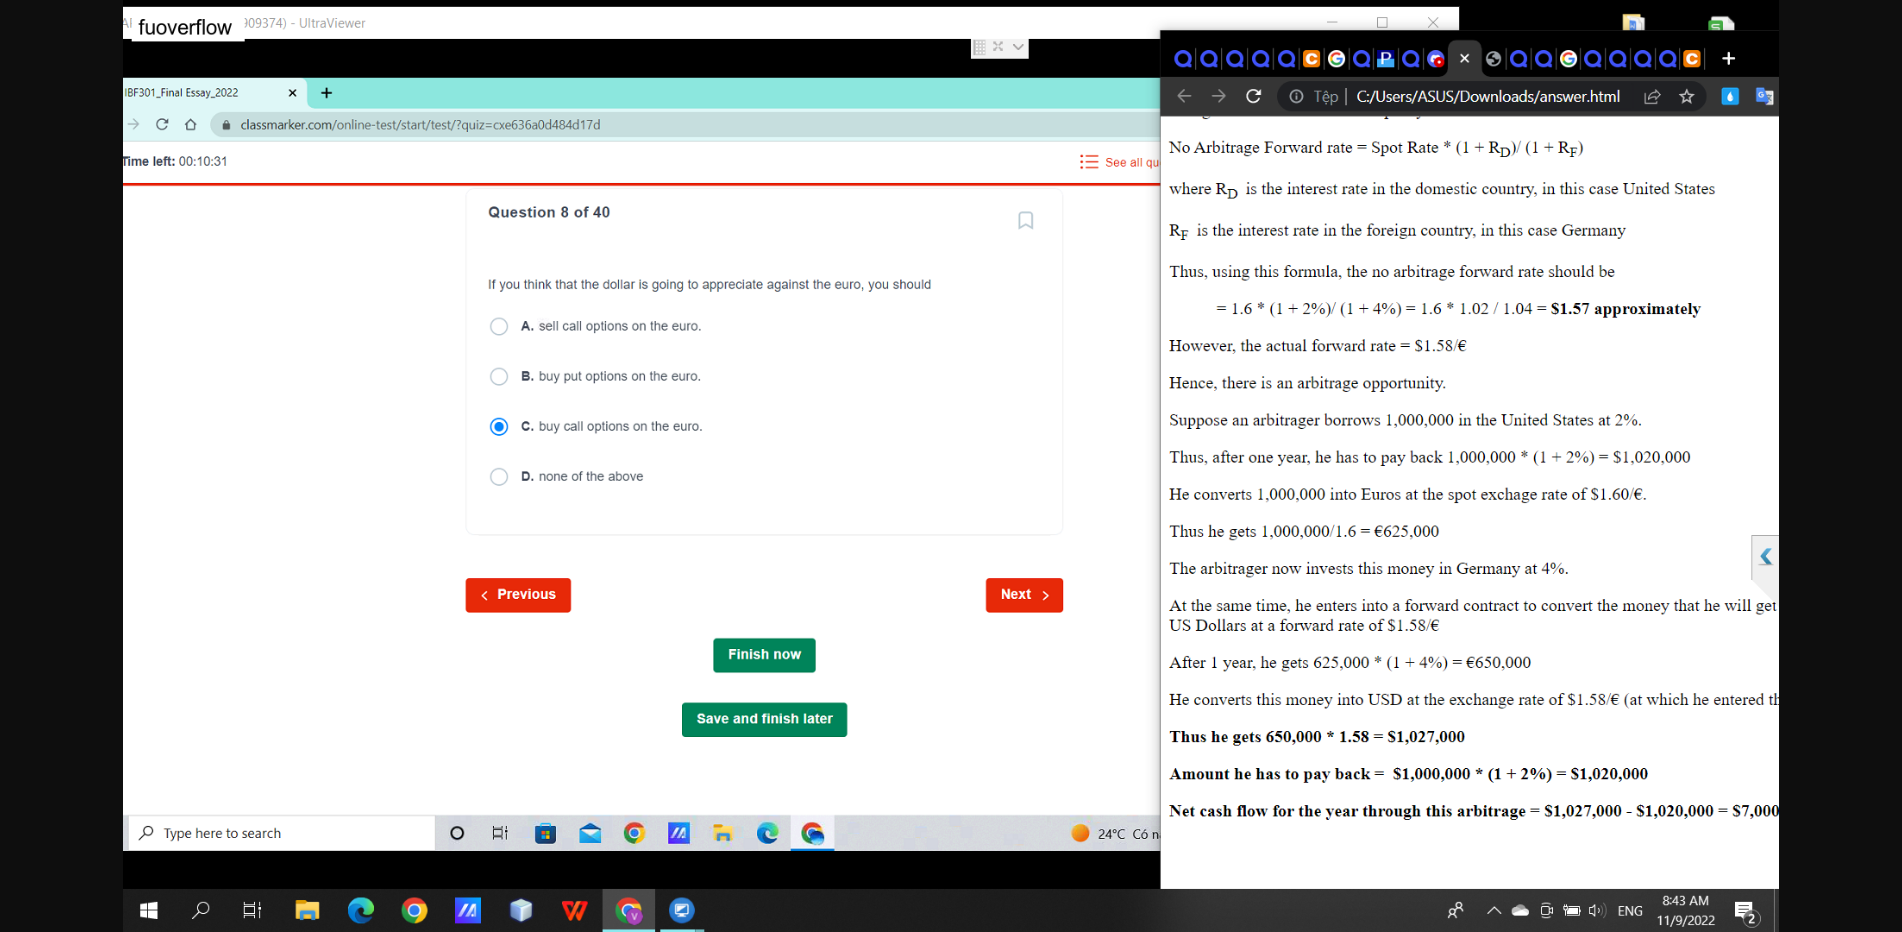 fuoverflow
909374) - UltraViewer
IBF301_Final Essay_2022
classmarker.com/online-test/start/test/?quiz=cxe636a0d484d17d
Time left: 00:10:31
See all qu
Question 8 of 40
If you think that the dollar is going to appreciate against the euro, you should
A. sell call options on the euro.
B. buy put options on the euro.
C. buy call options on the euro.
D. none of the above
Previous
Next
Finish now
Save and finish later
Type here to search
24°C Có n
Tệp | C:/Users/ASUS/Downloads/answer.html
No Arbitrage Forward rate = Spot Rate * (1 + RD)/ (1 + RF)
where RD is the interest rate in the domestic country, in this case United States
RF is the interest rate in the foreign country, in this case Germany
Thus, using this formula, the no arbitrage forward rate should be
= 1.6 * (1 + 2%)/ (1 + 4%) = 1.6 * 1.02 / 1.04 = $1.57 approximately
However, the actual forward rate = $1.58/€
Hence, there is an arbitrage opportunity.
Suppose an arbitrager borrows 1,000,000 in the United States at 2%.
Thus, after one year, he has to pay back 1,000,000 * (1 + 2%) = $1,020,000
He converts 1,000,000 into Euros at the spot exchage rate of $1.60/€.
Thus he gets 1,000,000/1.6 = €625,000
The arbitrager now invests this money in Germany at 4%.
At the same time, he enters into a forward contract to convert the money that he will get
US Dollars at a forward rate of $1.58/€
After 1 year, he gets 625,000 * (1 + 4%) = €650,000
He converts this money into USD at the exchange rate of $1.58/€ (at which he entered th
Thus he gets 650,000 * 1.58 = $1,027,000
Amount he has to pay back = $1,000,000 * (1 + 2%) = $1,020,000
Net cash flow for the year through this arbitrage = $1,027,000 - $1,020,000 = $7,000
ENG
8:43 AM
11/9/2022
2